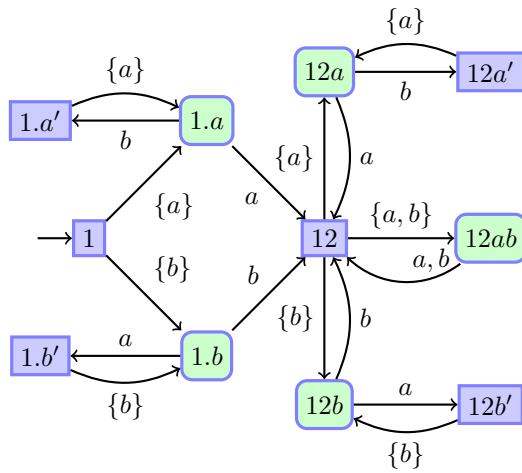 {a}
{a}
12a
12a′
1.a′
1.a
b
b
{a}
a
{a}
a
{a, b}
1
12
12ab
{b}
a, b
b
{b}
b
a
1.b′
1.b
a
12b
12b′
{b}
{b}